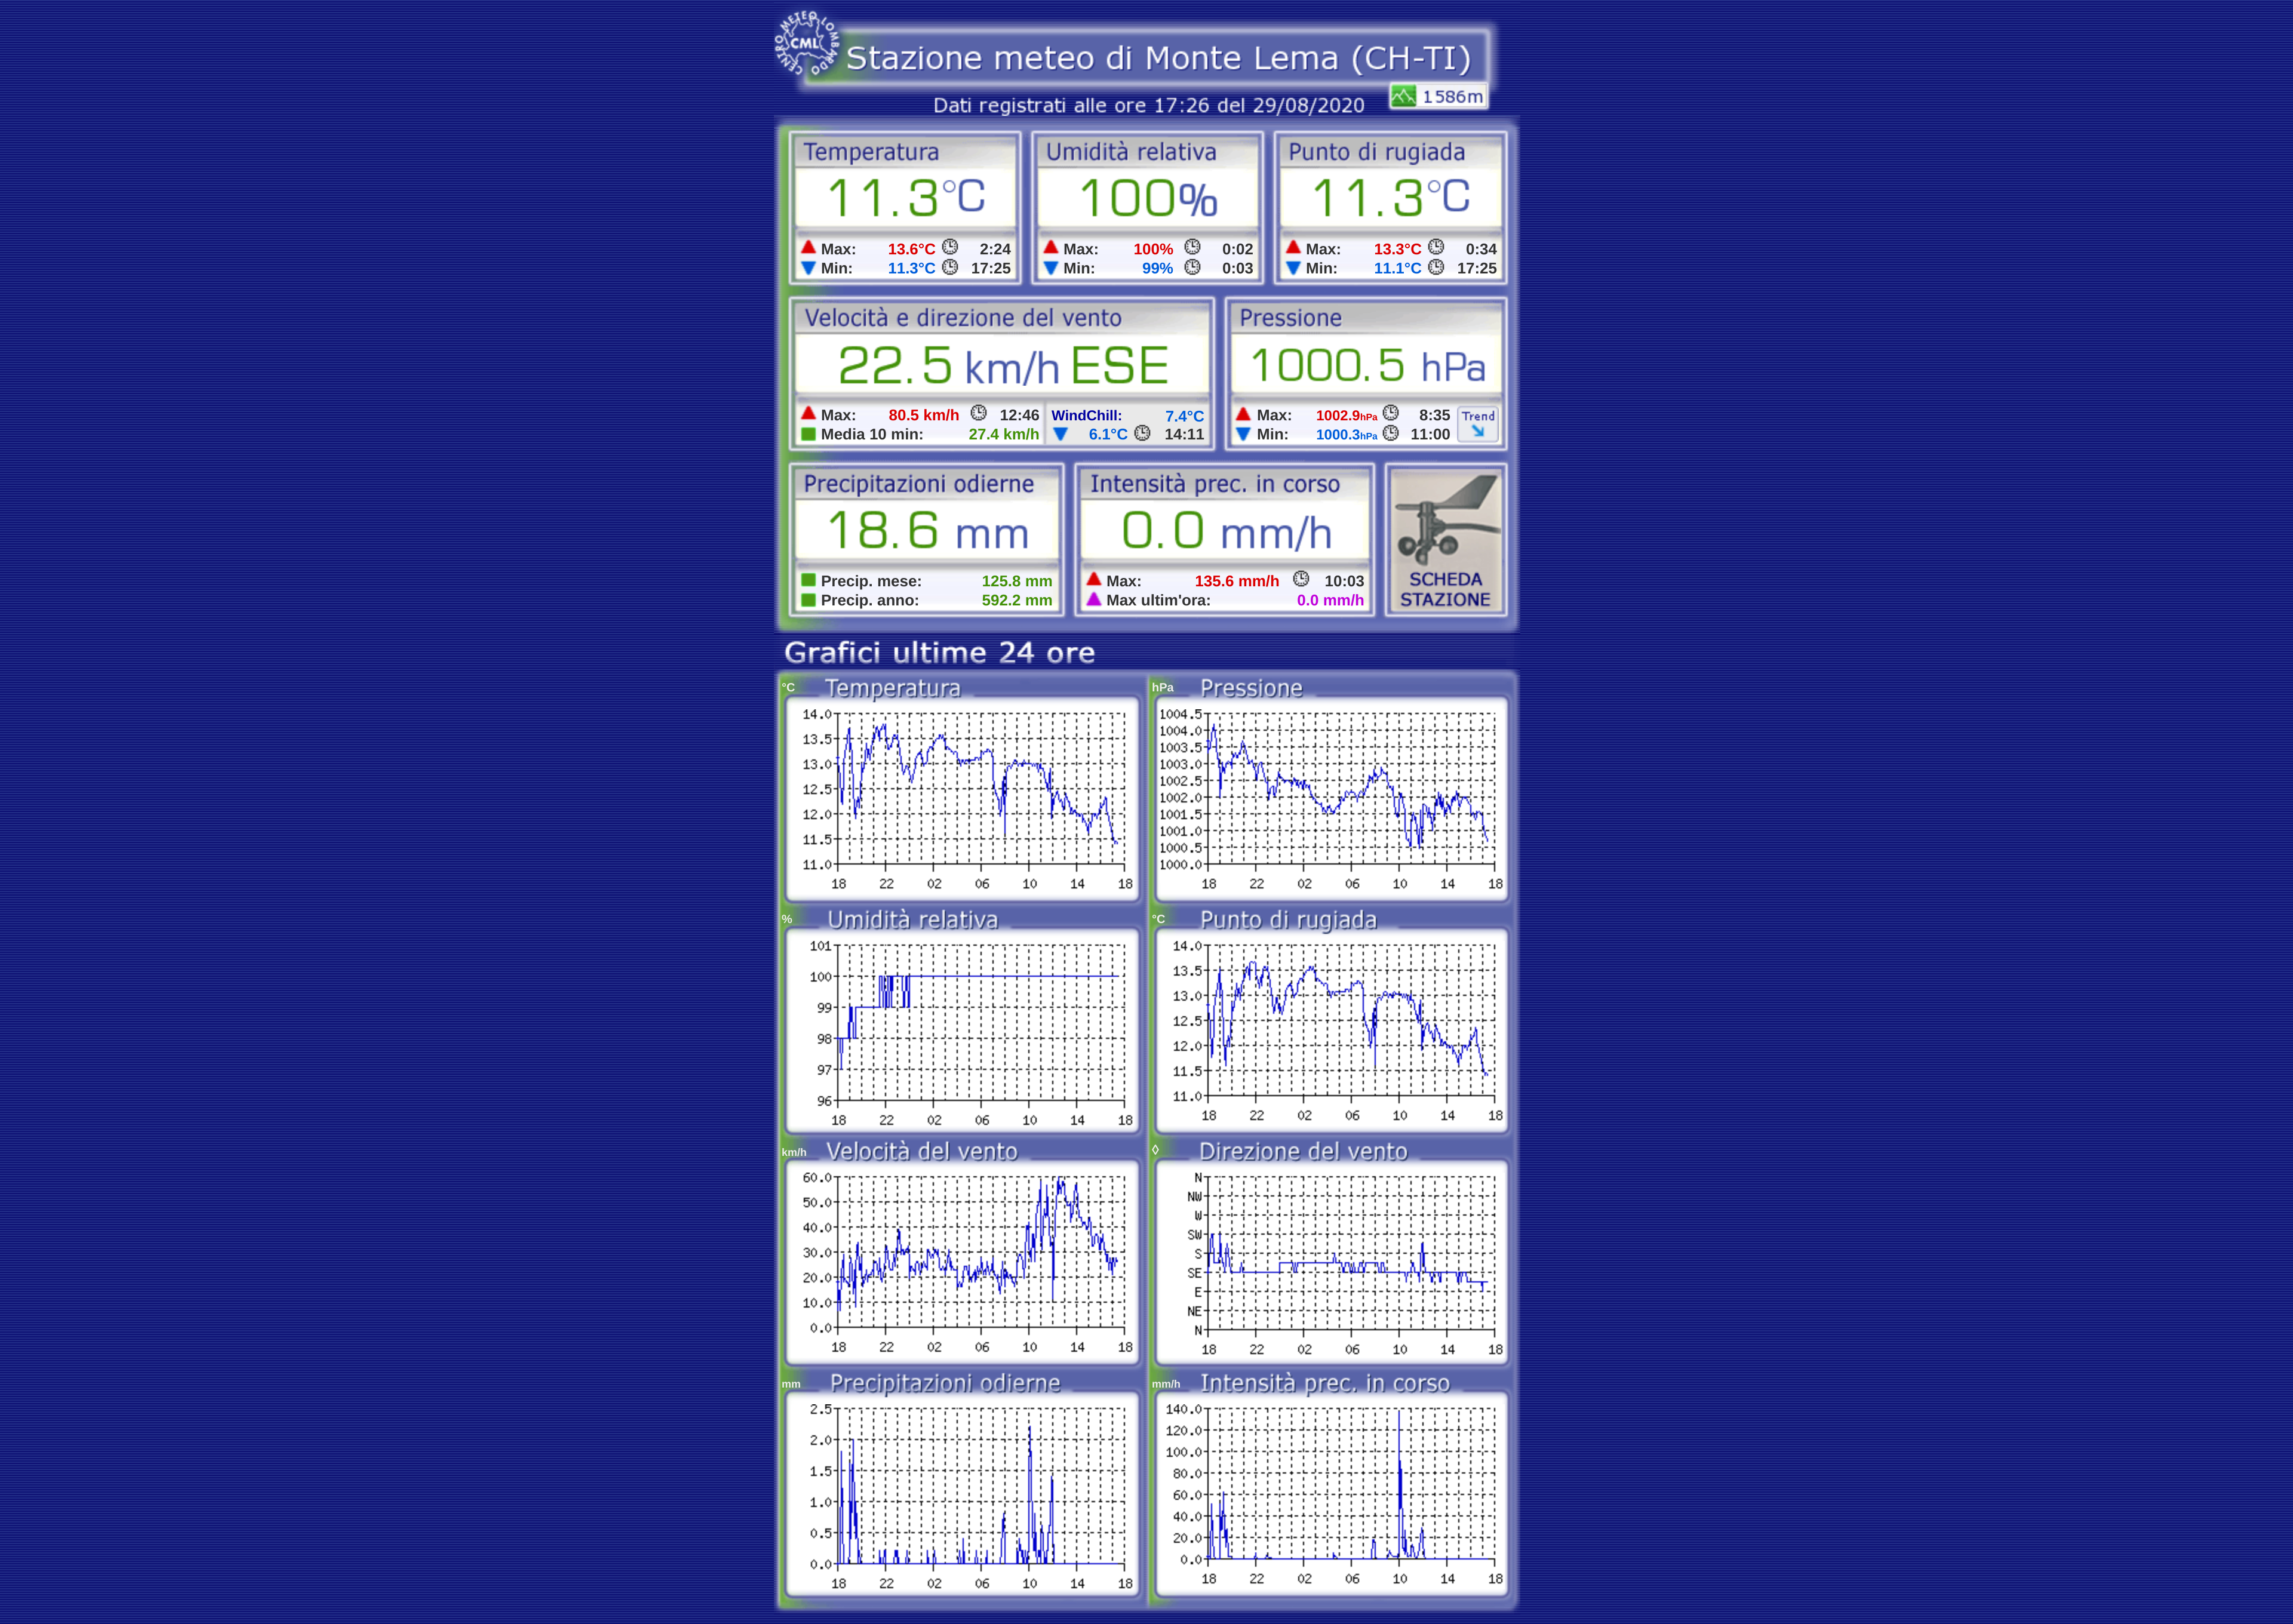 CENTRO METEO LOMBARDO
CML
Stazione meteo di Monte Lema (CH-TI)
Dati registrati alle ore 17:26 del 29/08/2020
1586m
Temperatura
11.3°C
Max: 13.6°C 2:24
Min: 11.3°C 17:25
Umidità relativa
100%
Max: 100% 0:02
Min: 99% 0:03
Punto di rugiada
11.3°C
Max: 13.3°C 0:34
Min: 11.1°C 17:25
Velocità e direzione del vento
22.5 km/h ESE
Max: 80.5 km/h 12:46
Media 10 min: 27.4 km/h
WindChill: 7.4°C
6.1°C 14:11
Pressione
1000.5 hPa
Max: 1002.9hPa 8:35
Min: 1000.3hPa 11:00
Trend
Precipitazioni odierne
18.6 mm
Precip. mese: 125.8 mm
Precip. anno: 592.2 mm
Intensità prec. in corso
0.0 mm/h
Max: 135.6 mm/h 10:03
Max ultim'ora: 0.0 mm/h
SCHEDA
STAZIONE
Grafici ultime 24 ore
°C Temperatura
14.0
13.5
13.0
12.5
12.0
11.5
11.0
18 22 02 06 10 14 18
hPa Pressione
1004.5
1004.0
1003.5
1003.0
1002.5
1002.0
1001.5
1001.0
1000.5
1000.0
18 22 02 06 10 14 18
% Umidità relativa
101
100
99
98
97
96
18 22 02 06 10 14 18
°C Punto di rugiada
14.0
13.5
13.0
12.5
12.0
11.5
11.0
18 22 02 06 10 14 18
km/h Velocità del vento
60.0
50.0
40.0
30.0
20.0
10.0
0.0
18 22 02 06 10 14 18
◊ Direzione del vento
N
NW
W
SW
S
SE
E
NE
N
18 22 02 06 10 14 18
mm Precipitazioni odierne
2.5
2.0
1.5
1.0
0.5
0.0
18 22 02 06 10 14 18
mm/h Intensità prec. in corso
140.0
120.0
100.0
80.0
60.0
40.0
20.0
0.0
18 22 02 06 10 14 18